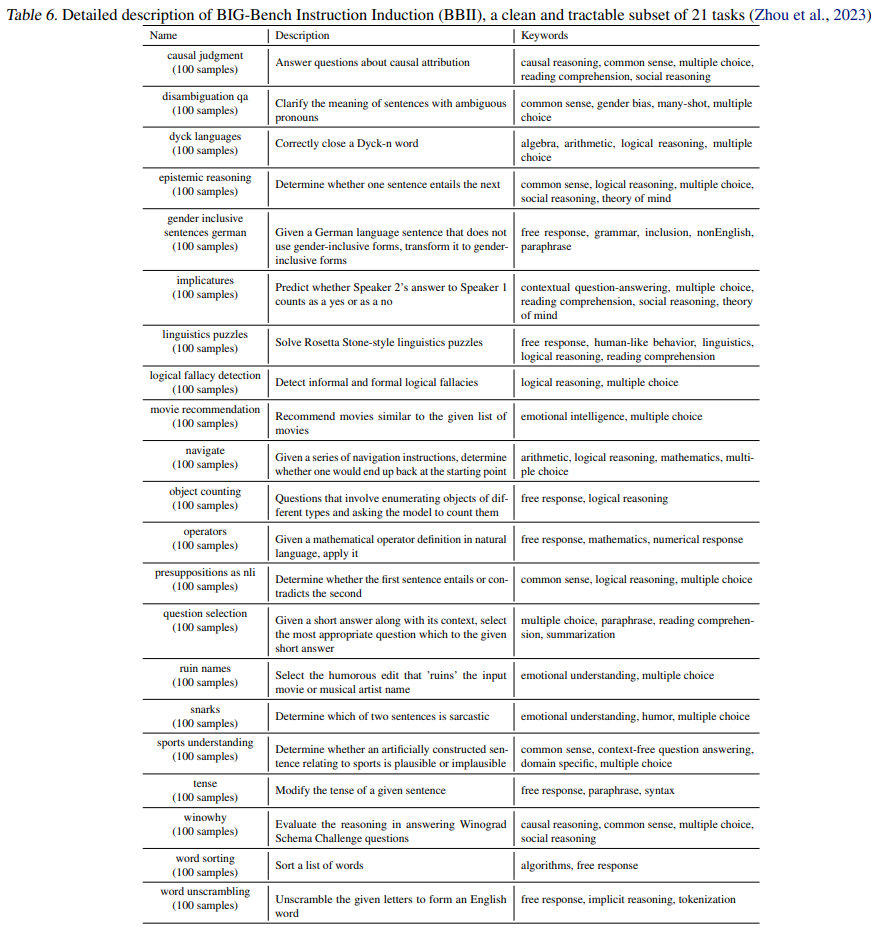 Table 6. Detailed description of BIG-Bench Instruction Induction (BBII), a clean and tractable subset of 21 tasks (Zhou et al., 2023)
Name Description Keywords
causal judgment
(100 samples)
Answer questions about causal attribution
causal reasoning, common sense, multiple choice,
reading comprehension, social reasoning
disambiguation qa
(100 samples)
Clarify the meaning of sentences with ambiguous
pronouns
common sense, gender bias, many-shot, multiple
choice
dyck languages
(100 samples)
Correctly close a Dyck-n word
algebra, arithmetic, logical reasoning, multiple
choice
epistemic reasoning
(100 samples)
Determine whether one sentence entails the next
common sense, logical reasoning, multiple choice,
social reasoning, theory of mind
gender inclusive
sentences german
(100 samples)
Given a German language sentence that does not
use gender-inclusive forms, transform it to gender-
inclusive forms
free response, grammar, inclusion, nonEnglish,
paraphrase
implicatures
(100 samples)
Predict whether Speaker 2's answer to Speaker 1
counts as a yes or as a no
contextual question-answering, multiple choice,
reading comprehension, social reasoning, theory
of mind
linguistics puzzles
(100 samples)
Solve Rosetta Stone-style linguistics puzzles
free response, human-like behavior, linguistics,
logical reasoning, reading comprehension
logical fallacy detection
(100 samples)
Detect informal and formal logical fallacies
logical reasoning, multiple choice
movie recommendation
(100 samples)
Recommend movies similar to the given list of
movies
emotional intelligence, multiple choice
navigate
(100 samples)
Given a series of navigation instructions, determine
whether one would end up back at the starting point
arithmetic, logical reasoning, mathematics, multi-
ple choice
object counting
(100 samples)
Questions that involve enumerating objects of dif-
ferent types and asking the model to count them
free response, logical reasoning
operators
(100 samples)
Given a mathematical operator definition in natural
language, apply it
free response, mathematics, numerical response
presuppositions as nli
(100 samples)
Determine whether the first sentence entails or con-
tradicts the second
common sense, logical reasoning, multiple choice
question selection
(100 samples)
Given a short answer along with its context, select
the most appropriate question which to the given
short answer
multiple choice, paraphrase, reading comprehen-
sion, summarization
ruin names
(100 samples)
Select the humorous edit that 'ruins' the input
movie or musical artist name
emotional understanding, multiple choice
snarks
(100 samples)
Determine which of two sentences is sarcastic
emotional understanding, humor, multiple choice
sports understanding
(100 samples)
Determine whether an artificially constructed sen-
tence relating to sports is plausible or implausible
common sense, context-free question answering,
domain specific, multiple choice
tense
(100 samples)
Modify the tense of a given sentence
free response, paraphrase, syntax
winowhy
(100 samples)
Evaluate the reasoning in answering Winograd
Schema Challenge questions
causal reasoning, common sense, multiple choice,
social reasoning
word sorting
(100 samples)
Sort a list of words
algorithms, free response
word unscrambling
(100 samples)
Unscramble the given letters to form an English
word
free response, implicit reasoning, tokenization